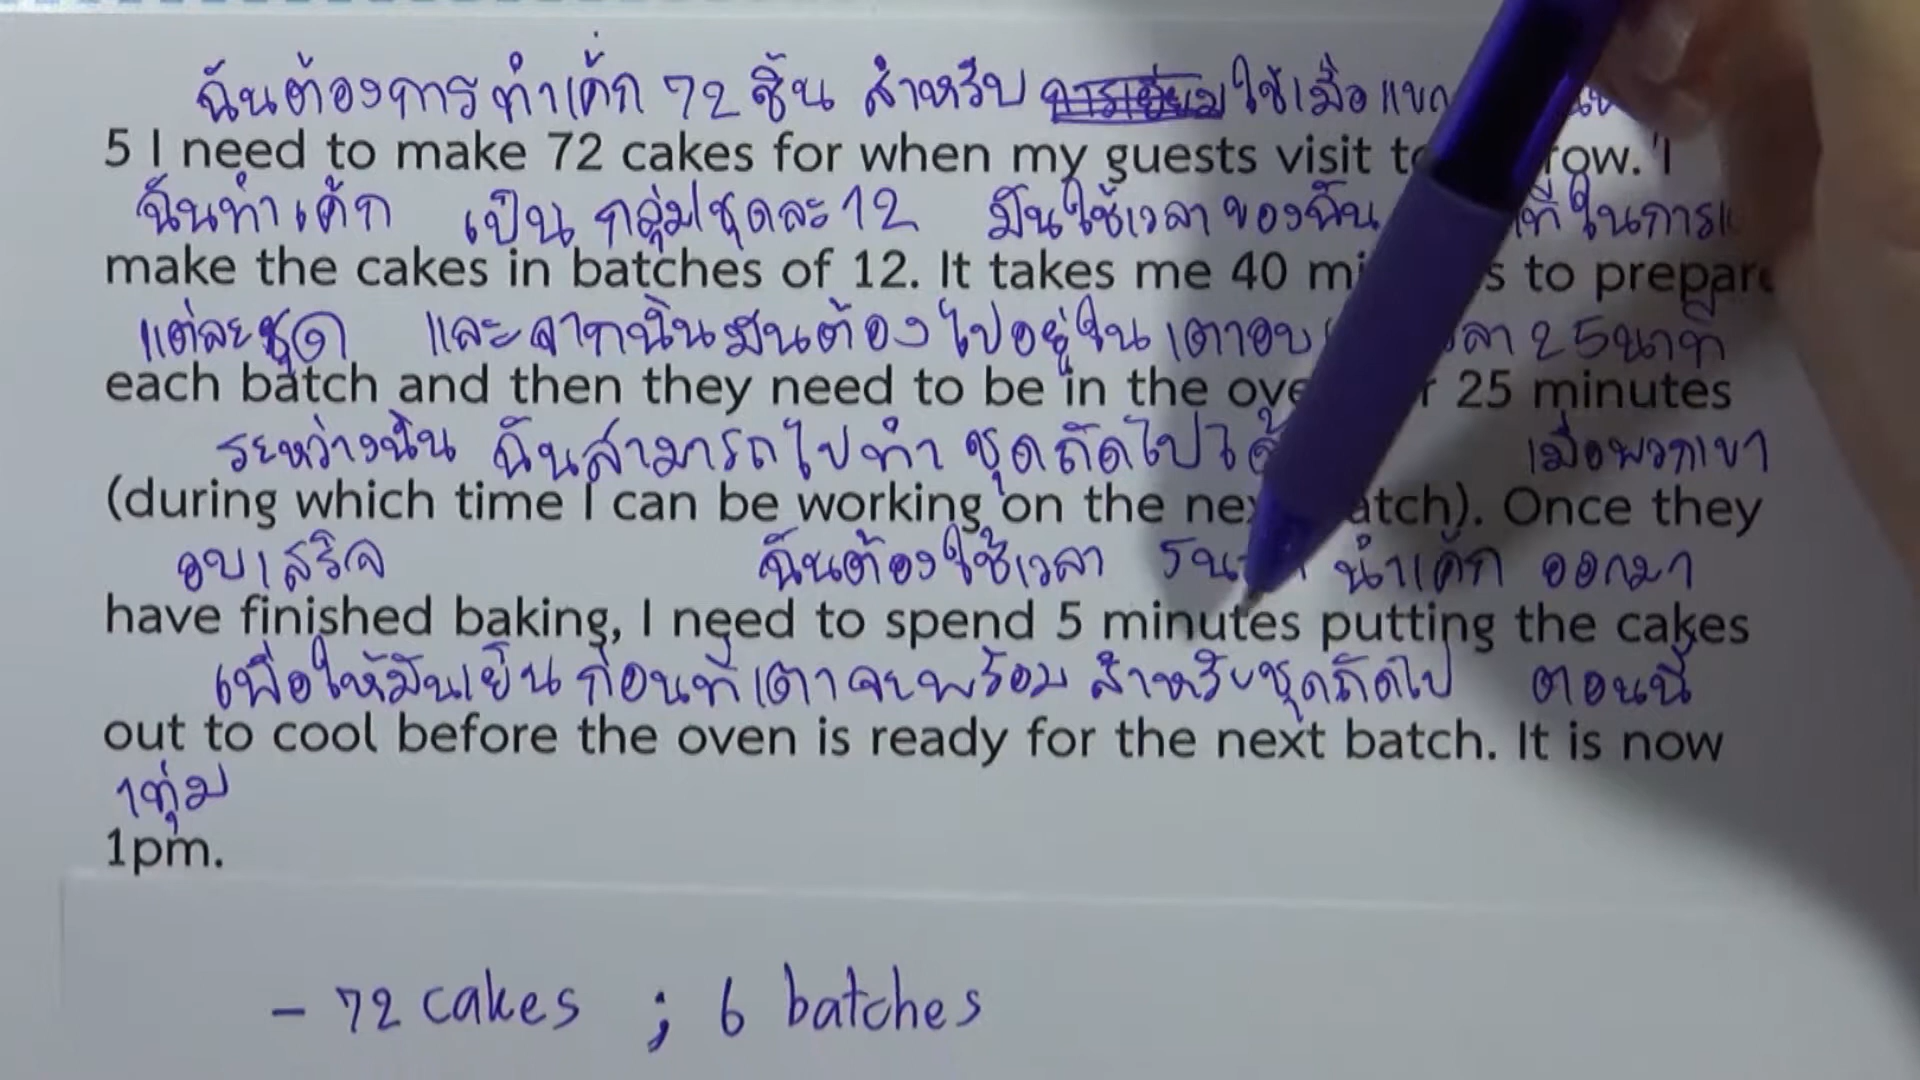 ฉันต้องการทำเค้ก 72 ชิ้น สำหรับ ใช้เมื่อแขก
5 I need to make 72 cakes for when my guests visit I
ฉันทำเค้ก เป็น กลุ่ม/ชุดละ 12 มันใช้เวลาของฉัน ในการ
make the cakes in batches of 12. It takes me 40 to prepare
แต่ละชุด และจากนั้นมันต้องไปอยู่ใน เตาอบ 25 นาที
each batch and then they need to be in the 25 minutes
ระหว่างนั้น ฉันสามารถไปทำ ชุดถัดไปได้ เมื่อพวกเขา
(during which time I can be working on the Once they
อบเสร็จ ฉันต้องใช้เวลา นำเค้ก ออกมา
have finished baking, I need to spend 5 minutes putting the cakes
เพื่อให้มันเย็น ก่อนที่เตาจะพร้อม สำหรับชุดถัดไป ตอนนี้
out to cool before the oven is ready for the next batch. It is now
1ทุ่ม
1pm.
- 72 cakes ; 6 batches